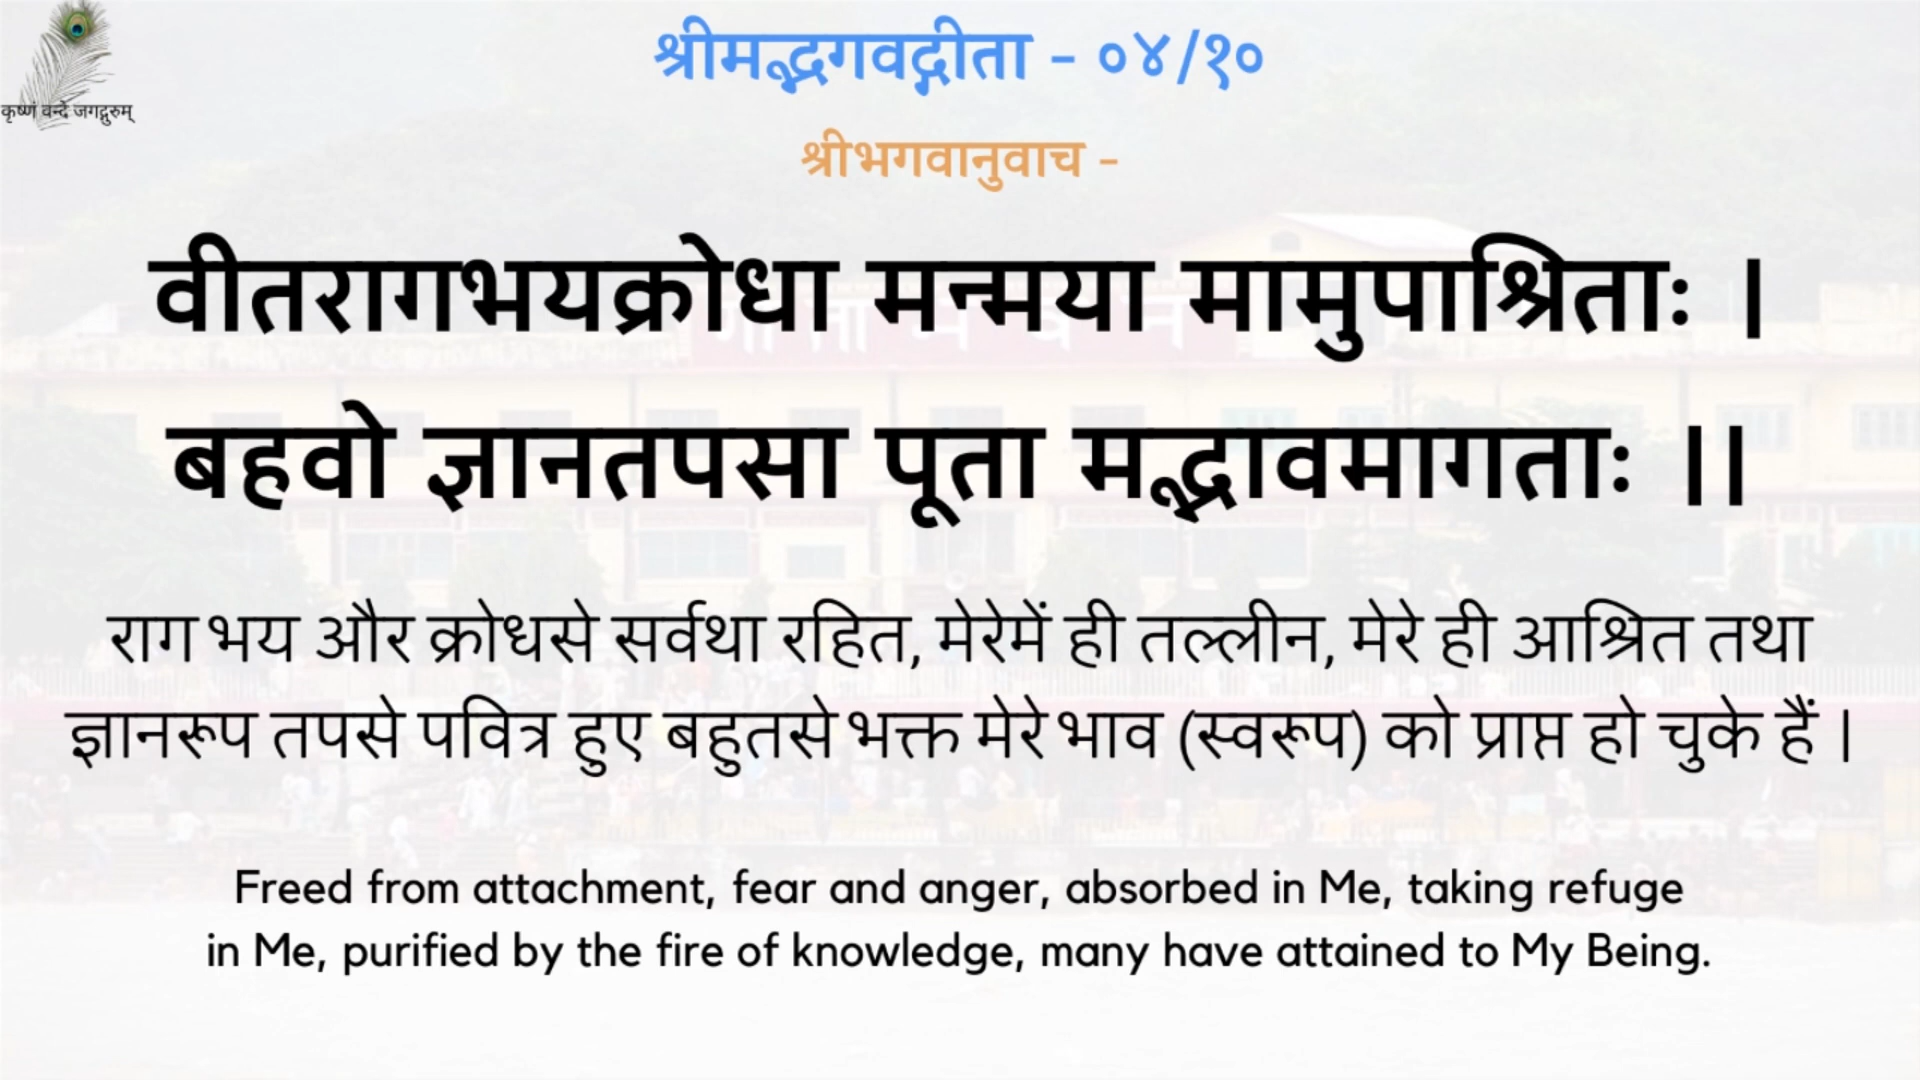 श्रीमद्भगवद्गीता - ०४/१०
कृष्णं वन्दे जगद्गुरुम्
श्रीभगवानुवाच -
वीतरागभयक्रोधा मन्मया मामुपाश्रिताः |
बहवो ज्ञानतपसा पूता मद्भावमागताः ||
राग भय और क्रोधसे सर्वथा रहित, मेरेमें ही तल्लीन, मेरे ही आश्रित तथा
ज्ञानरूप तपसे पवित्र हुए बहुतसे भक्त मेरे भाव (स्वरूप) को प्राप्त हो चुके हैं |
Freed from attachment, fear and anger, absorbed in Me, taking refuge
in Me, purified by the fire of knowledge, many have attained to My Being.